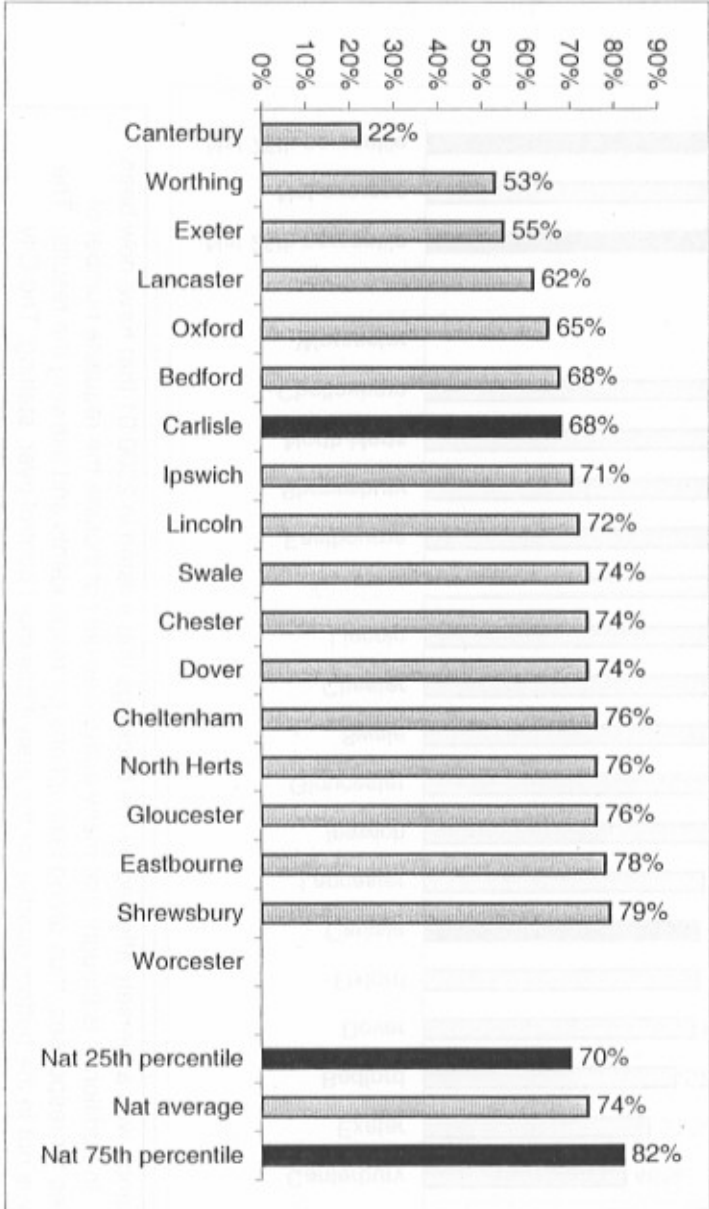 0%
10%
20%
30%
40%
50%
60%
70%
80%
90%
Canterbury 22%
Worthing 53%
Exeter 55%
Lancaster 62%
Oxford 65%
Bedford 68%
Carlisle 68%
Ipswich 71%
Lincoln 72%
Swale 74%
Chester 74%
Dover 74%
Cheltenham 76%
North Herts 76%
Gloucester 76%
Eastbourne 78%
Shrewsbury 79%
Worcester
Nat 25th percentile 70%
Nat average 74%
Nat 75th percentile 82%